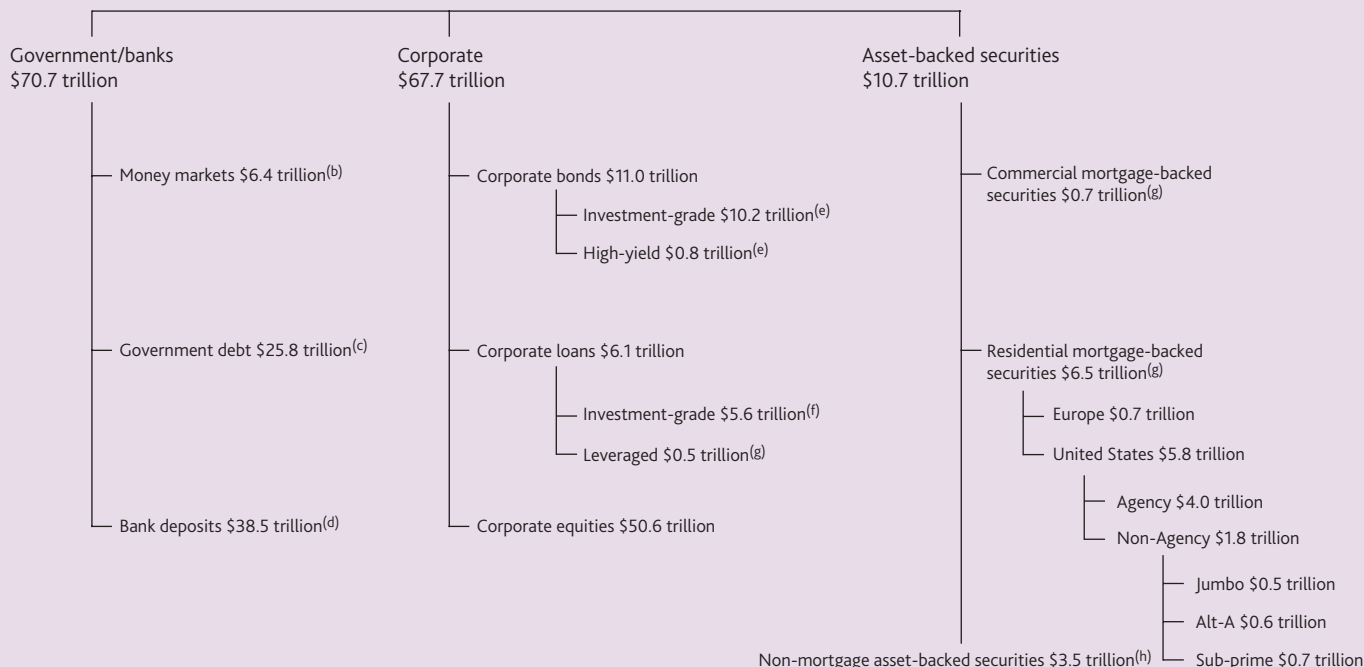 Government/banks
$70.7 trillion
Money markets $6.4 trillion(b)
Government debt $25.8 trillion(c)
Bank deposits $38.5 trillion(d)
Corporate
$67.7 trillion
Corporate bonds $11.0 trillion
Investment-grade $10.2 trillion(e)
High-yield $0.8 trillion(e)
Corporate loans $6.1 trillion
Investment-grade $5.6 trillion(f)
Leveraged $0.5 trillion(g)
Corporate equities $50.6 trillion
Asset-backed securities
$10.7 trillion
Commercial mortgage-backed
securities $0.7 trillion(g)
Residential mortgage-backed
securities $6.5 trillion(g)
Europe $0.7 trillion
United States $5.8 trillion
Agency $4.0 trillion
Non-Agency $1.8 trillion
Jumbo $0.5 trillion
Alt-A $0.6 trillion
Sub-prime $0.7 trillion
Non-mortgage asset-backed securities $3.5 trillion(h)